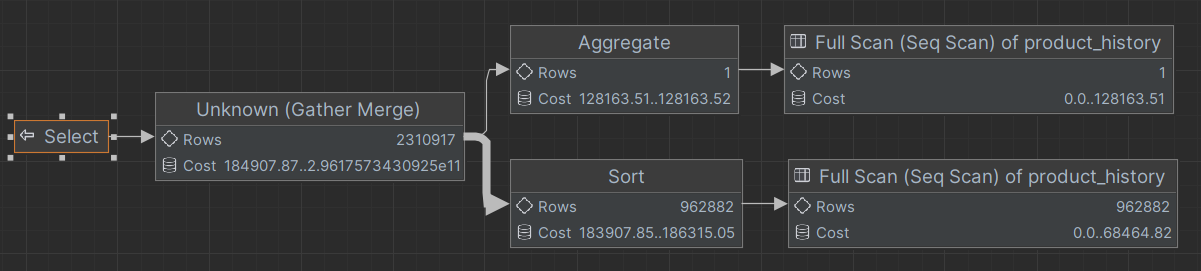 Select
Unknown (Gather Merge)
Rows 2310917
Cost 184907.87..2.9617573430925e11
Aggregate
Rows 1
Cost 128163.51..128163.52
Full Scan (Seq Scan) of product_history
Rows 1
Cost 0.0..128163.51
Sort
Rows 962882
Cost 183907.85..186315.05
Full Scan (Seq Scan) of product_history
Rows 962882
Cost 0.0..68464.82